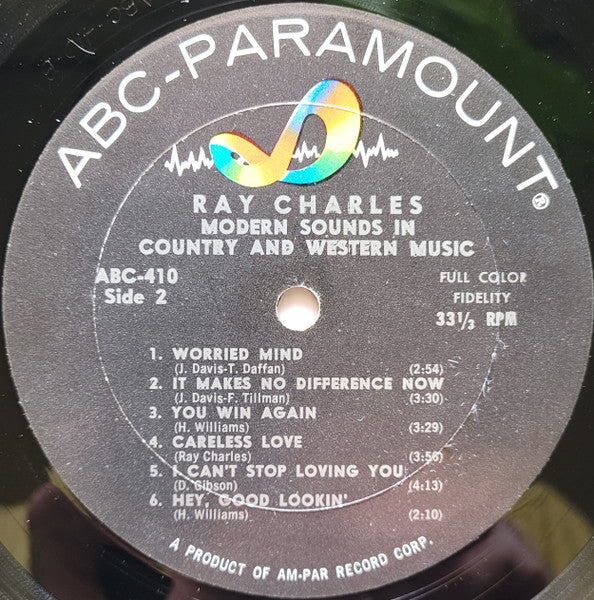 ABC-PARAMOUNT®
RAY CHARLES
MODERN SOUNDS IN
COUNTRY AND WESTERN MUSIC
ABC-410
Side 2
FULL COLOR
FIDELITY
33⅓ RPM
1. WORRIED MIND
(J. Davis-T. Daffan) (2:54)
2. IT MAKES NO DIFFERENCE NOW
(J. Davis-F. Tillman) (3:30)
3. YOU WIN AGAIN
(H. Williams) (3:29)
4. CARELESS LOVE
(Ray Charles) (3:56)
5. I CAN'T STOP LOVING YOU
(D. Gibson) (4:13)
6. HEY, GOOD LOOKIN'
(H. Williams) (2:10)
A PRODUCT OF AM-PAR RECORD CORP.